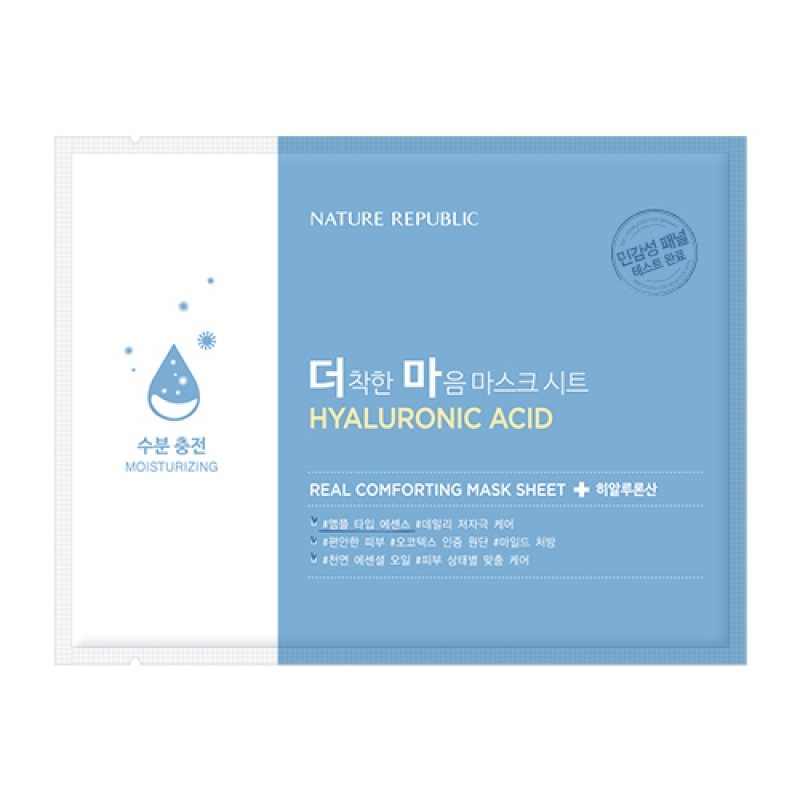 NATURE REPUBLIC
민감성 패널
테스트 완료
더착한 마음 마스크 시트
HYALURONIC ACID
수분 충전
MOISTURIZING
REAL COMFORTING MASK SHEET + 히알루론산
#앰플 타입 에센스 #데일리 저자극 케어
#편안한 피부 #오코텍스 인증 원단 #마일드 처방
#천연 에센셜 오일 #피부 상태별 맞춤 케어